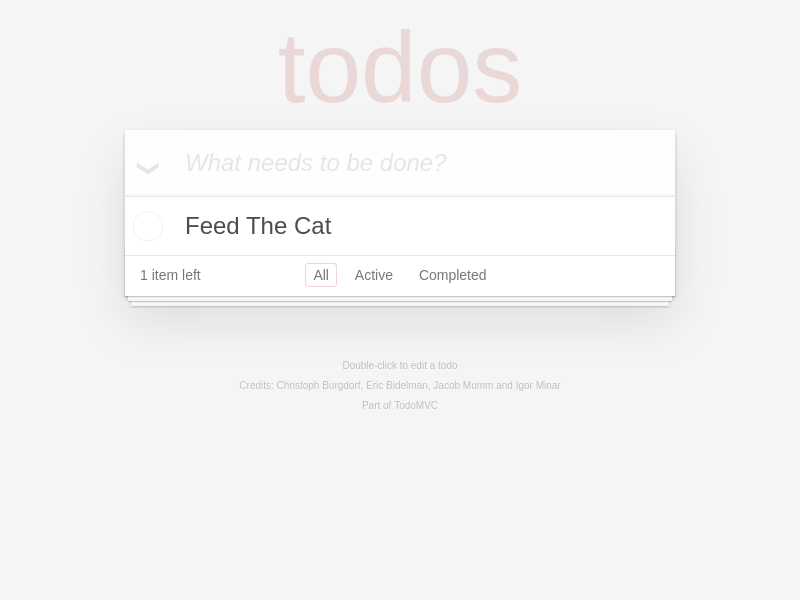 todos
What needs to be done?
Feed The Cat
1 item left All Active Completed
Double-click to edit a todo
Credits: Christoph Burgdorf, Eric Bidelman, Jacob Mumm and Igor Minar
Part of TodoMVC